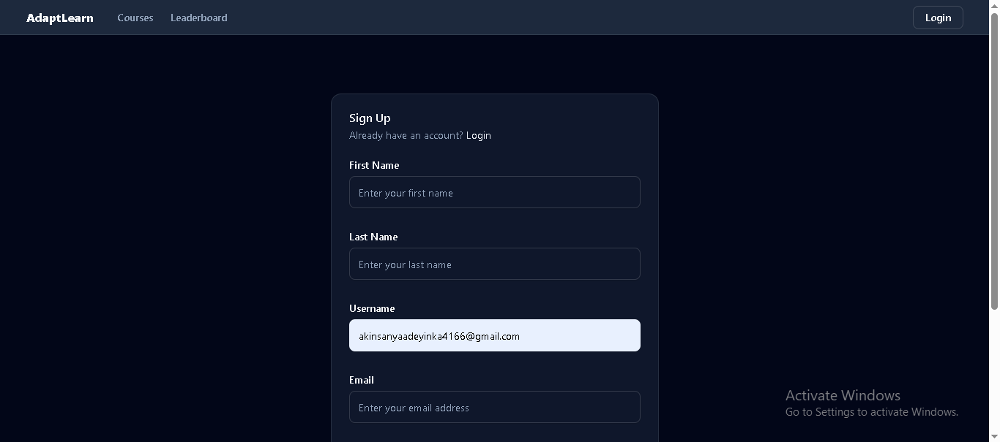 AdaptLearn Courses Leaderboard Login
Sign Up
Already have an account? Login
First Name
Enter your first name
Last Name
Enter your last name
Username
akinsanyaadeyinka4166@gmail.com
Email
Enter your email address
Activate Windows
Go to Settings to activate Windows.